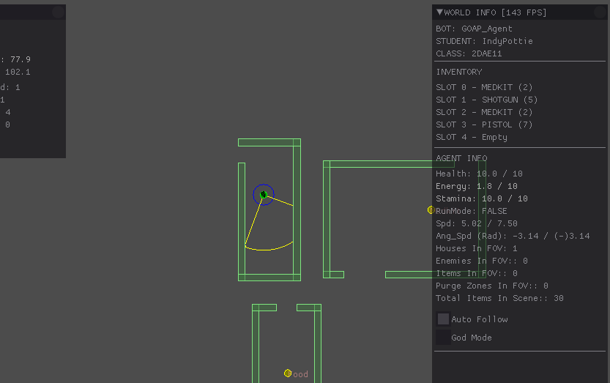 ▼WORLD INFO [143 FPS]
BOT: GOAP_Agent
STUDENT: IndyPottie
CLASS: 2DAE11
INVENTORY
SLOT 0 - MEDKIT (2)
SLOT 1 - SHOTGUN (5)
SLOT 2 - MEDKIT (2)
SLOT 3 - PISTOL (7)
SLOT 4 - Empty
AGENT INFO
Health: 10.0 / 10
Energy: 1.8 / 10
Stamina: 10.0 / 10
RunMode: FALSE
Spd: 5.02 / 7.50
Ang_Spd (Rad): -3.14 / (-)3.14
Houses In FOV: 1
Enemies In FOV:: 0
Items In FOV:: 0
Purge Zones In FOV:: 0
Total Items In Scene:: 30
Auto Follow
God Mode
: 77.9
102.1
d: 1
1
4
0
ood